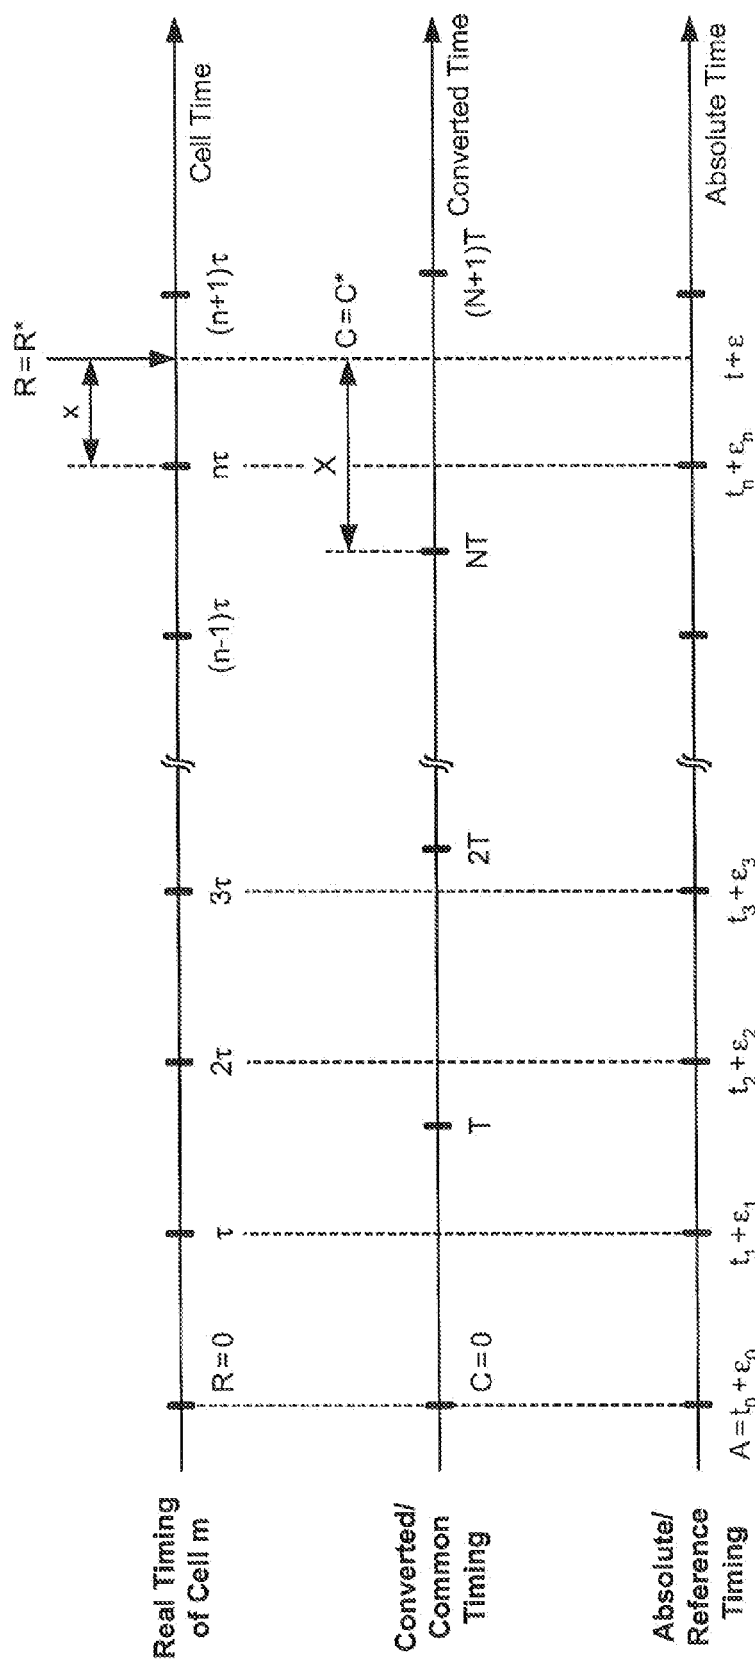 R=R*
x
Real Timing
of Cell m
R=0
τ
2τ
3τ
(n-1)τ
nτ
(n+1)τ
Cell Time
X
C=C*
Converted/
Common
Timing
C=0
T
2T
NT
(N+1)T
Converted Time
Absolute/
Reference
Timing
A=t₀+ε₀
t₁+ε₁
t₂+ε₂
t₃+ε₃
tₙ+εₙ
t+ε
Absolute Time